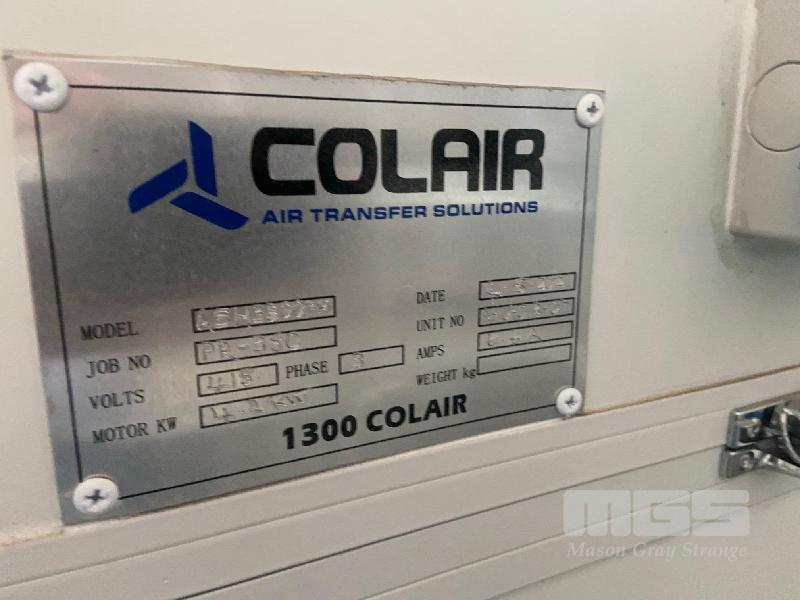 COLAIR
AIR TRANSFER SOLUTIONS
MODEL
JOB NO PR-
VOLTS 415 PHASE 3
MOTOR KW
DATE
UNIT NO
AMPS
WEIGHT kg
1300 COLAIR
MGS
Mason Gray Strange